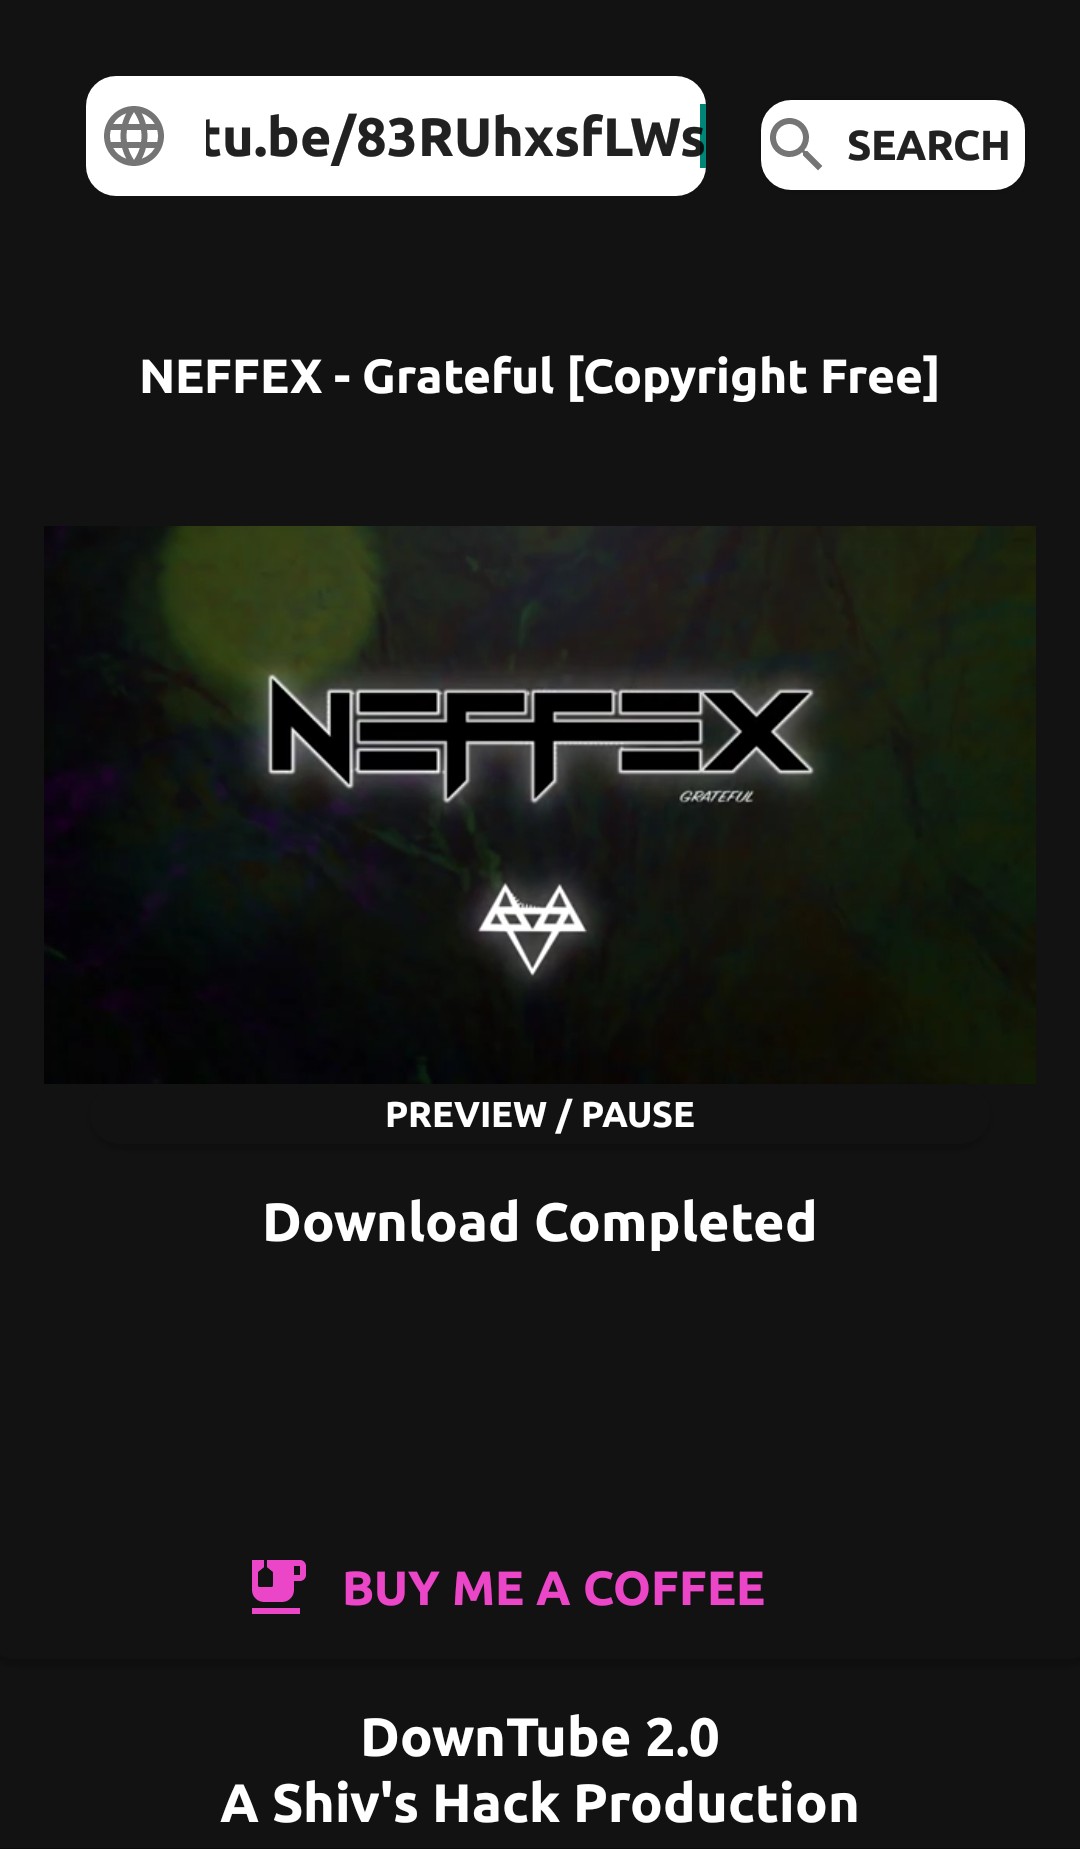 tu.be/83RUhxsfLWs
SEARCH
NEFFEX - Grateful [Copyright Free]
NEFFEX
GRATEFUL
PREVIEW / PAUSE
Download Completed
BUY ME A COFFEE
DownTube 2.0
A Shiv's Hack Production